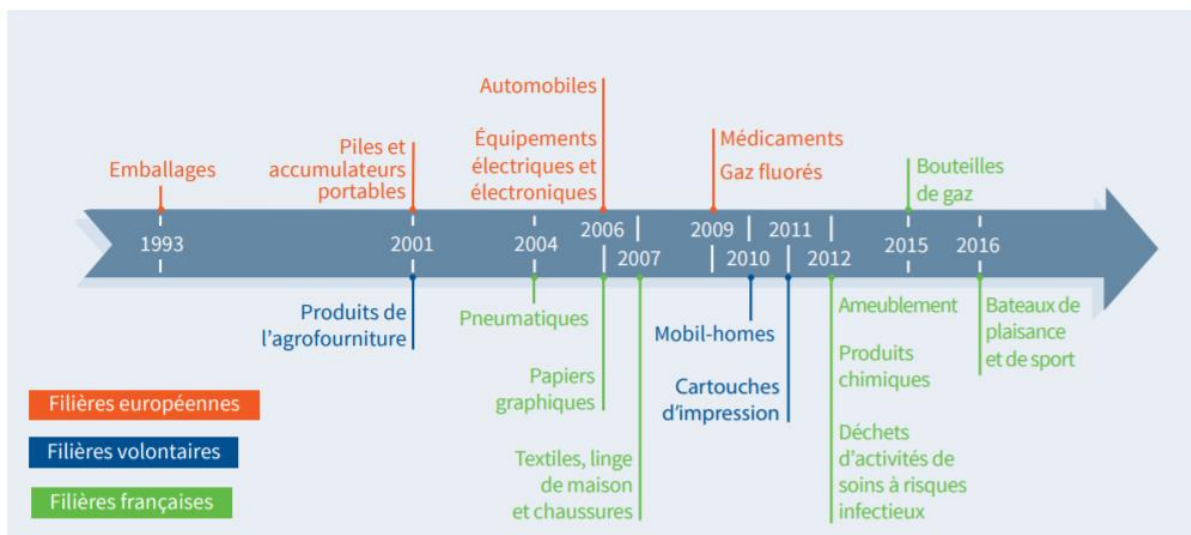 Automobiles
Équipements
électriques et
électroniques
Médicaments
Gaz fluorés
Piles et
accumulateurs
portables
Emballages
Bouteilles
de gaz
1993
2001
2004
2006
2007
2009
2010
2011
2012
2015
2016
Produits de
l'agrofourniture
Pneumatiques
Papiers
graphiques
Textiles, linge
de maison
et chaussures
Mobil-homes
Cartouches
d'impression
Ameublement
Produits
chimiques
Déchets
d'activités de
soins à risques
infectieux
Bateaux de
plaisance
et de sport
Filières européennes
Filières volontaires
Filières françaises